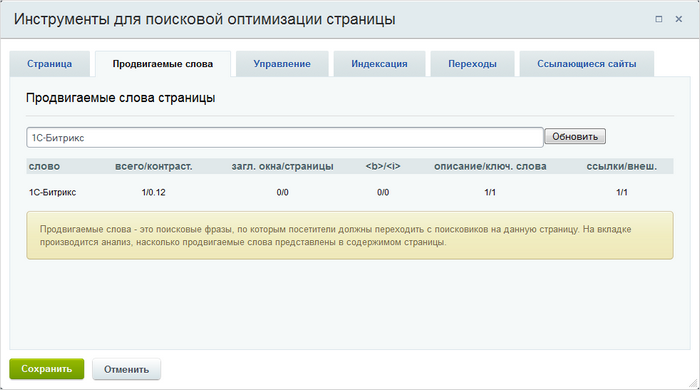 Инструменты для поисковой оптимизации страницы
Страница Продвигаемые слова Управление Индексация Переходы Ссылающиеся сайты
Продвигаемые слова страницы
1С-Битрикс Обновить
слово всего/контраст. загл. окна/страницы <b>/<i> описание/ключ. слова ссылки/внеш.
1С-Битрикс 1/0.12 0/0 0/0 1/1 1/1
Продвигаемые слова - это поисковые фразы, по которым посетители должны переходить с поисковиков на данную страницу. На вкладке
производится анализ, насколько продвигаемые слова представлены в содержимом страницы.
Сохранить Отменить